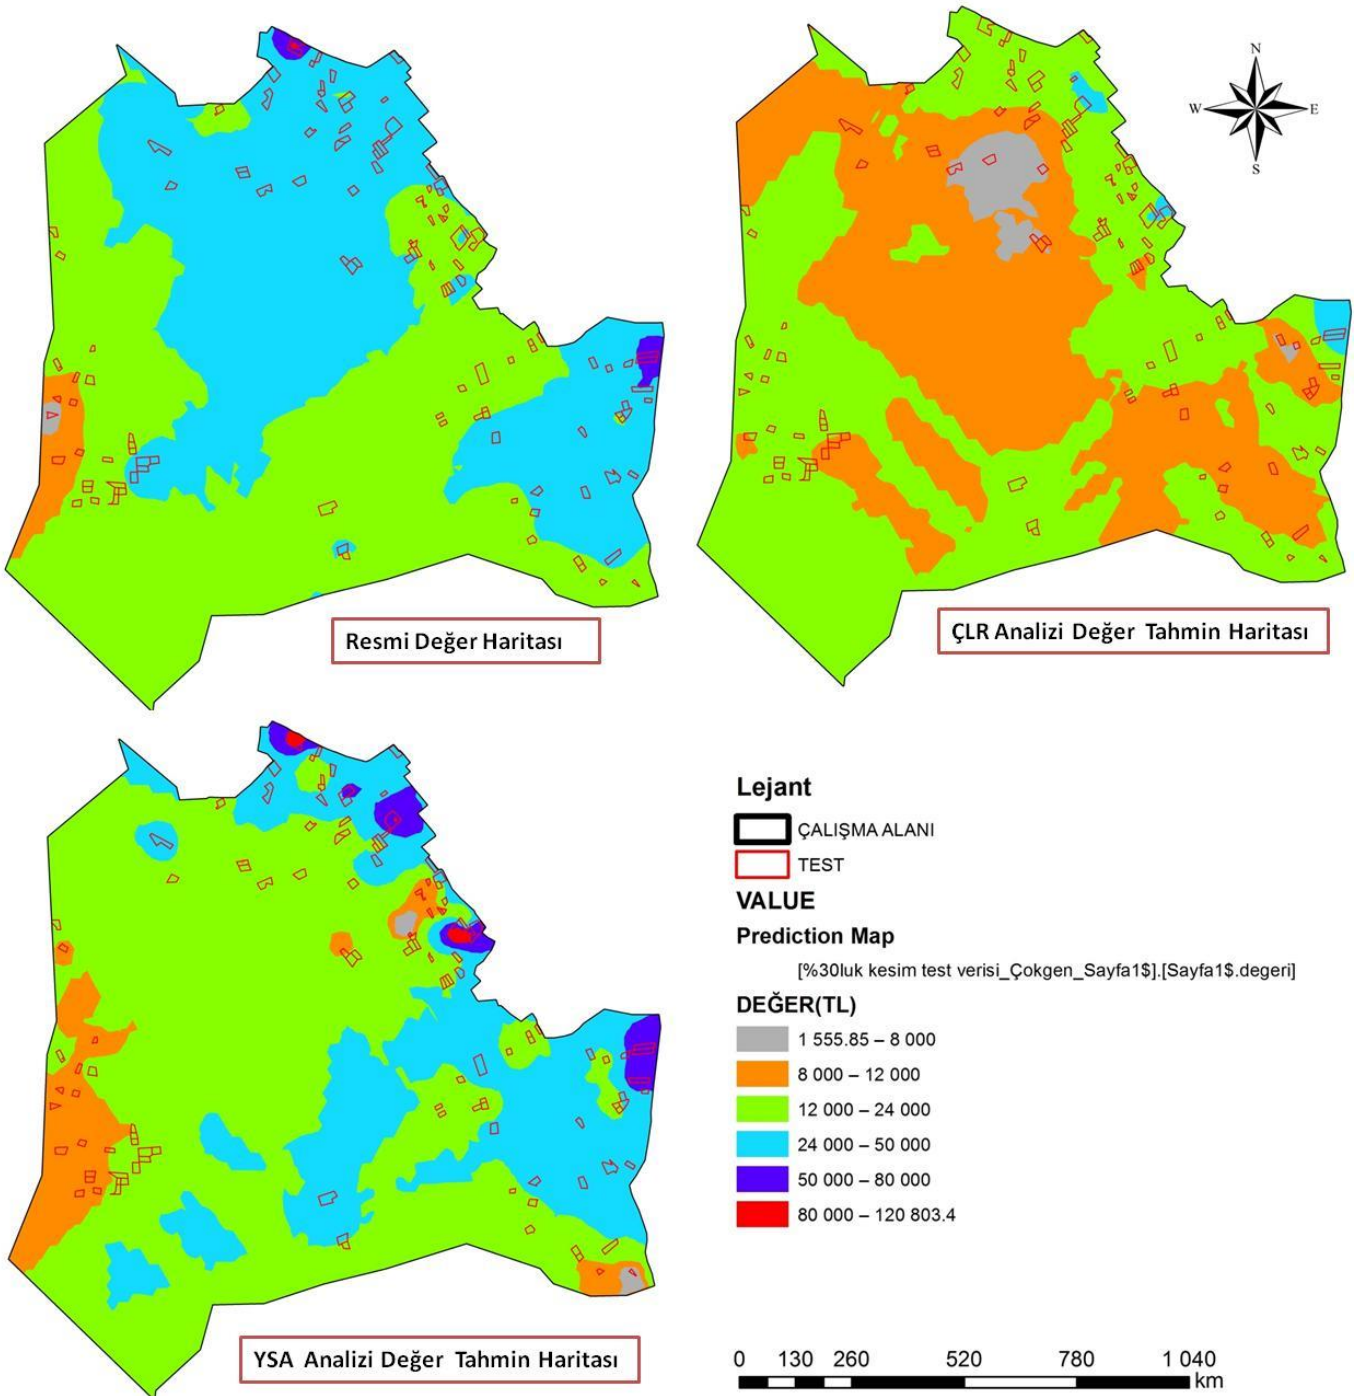 N
W
E
S
Resmi Değer Haritası
ÇLR Analizi Değer Tahmin Haritası
YSA Analizi Değer Tahmin Haritası
Lejant
ÇALIŞMA ALANI
TEST
VALUE
Prediction Map
[%30luk kesim test verisi_Çokgen_Sayfa1$].[Sayfa1$.degeri]
DEĞER(TL)
1 555.85 – 8 000
8 000 – 12 000
12 000 – 24 000
24 000 – 50 000
50 000 – 80 000
80 000 – 120 803.4
0 130 260 520 780 1 040
km